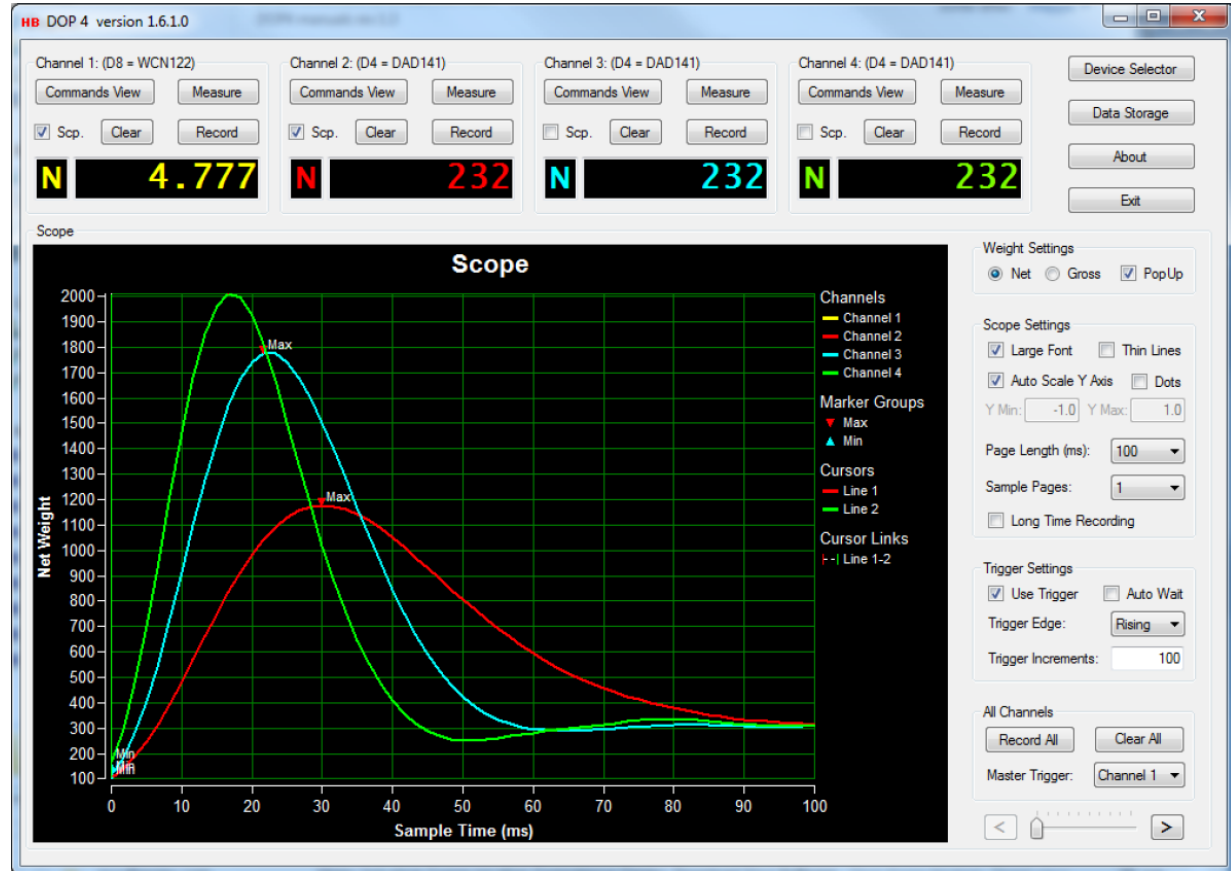 HB DOP 4 version 1.6.1.0
Channel 1: (D8 = WCN122)
Commands View Measure
Scp. Clear Record
N 4.777
Channel 2: (D4 = DAD141)
Commands View Measure
Scp. Clear Record
N 232
Channel 3: (D4 = DAD141)
Commands View Measure
Scp. Clear Record
N 232
Channel 4: (D4 = DAD141)
Commands View Measure
Scp. Clear Record
N 232
Device Selector
Data Storage
About
Exit
Scope
Scope
Net Weight
2000
1900
1800
1700
1600
1500
1400
1300
1200
1100
1000
900
800
700
600
500
400
300
200
100
Max
Max
Min
Min
0 10 20 30 40 50 60 70 80 90 100
Sample Time (ms)
Channels
Channel 1
Channel 2
Channel 3
Channel 4
Marker Groups
Max
Min
Cursors
Line 1
Line 2
Cursor Links
Line 1-2
Weight Settings
Net Gross PopUp
Scope Settings
Large Font Thin Lines
Auto Scale Y Axis Dots
Y Min: -1.0 Y Max: 1.0
Page Length (ms): 100
Sample Pages: 1
Long Time Recording
Trigger Settings
Use Trigger Auto Wait
Trigger Edge: Rising
Trigger Increments: 100
All Channels
Record All Clear All
Master Trigger: Channel 1
< >